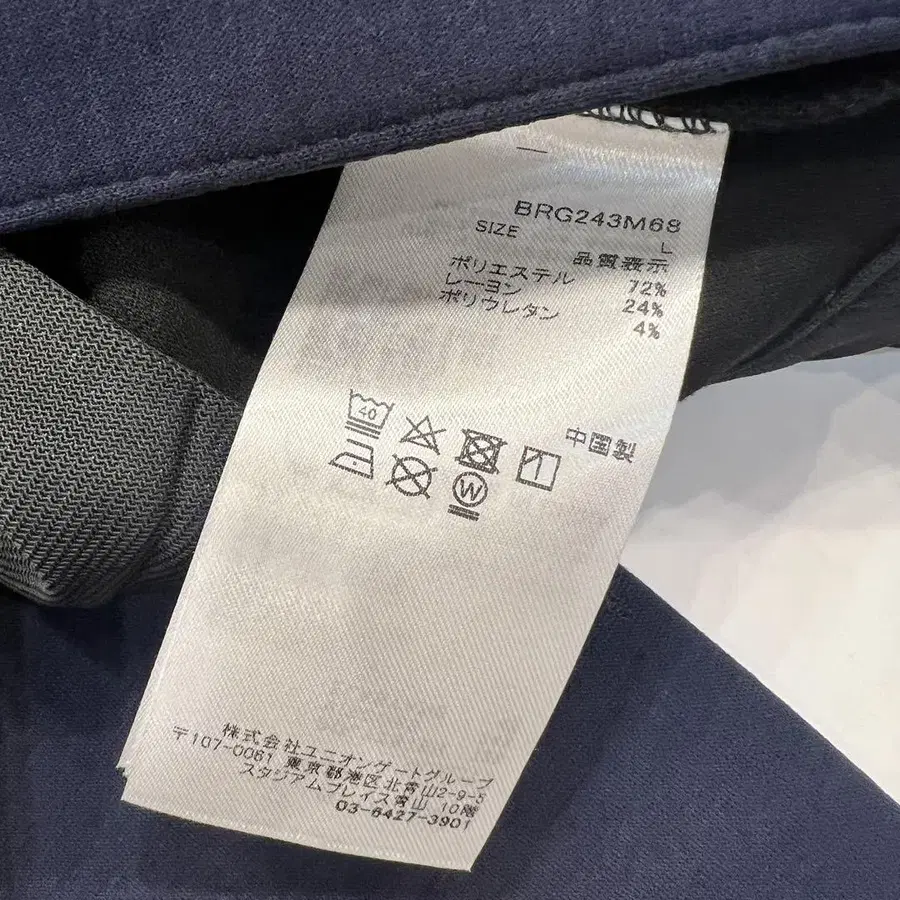 BRG243M68
SIZE L
品質表示
ポリエステル 72%
レーヨン 24%
ポリウレタン 4%
40
W
中国製
株式会社ユニオンゲートグループ
〒107-0061 東京都港区北青山2-9-5
スタジアムプレイス青山 10階
03-6427-3901